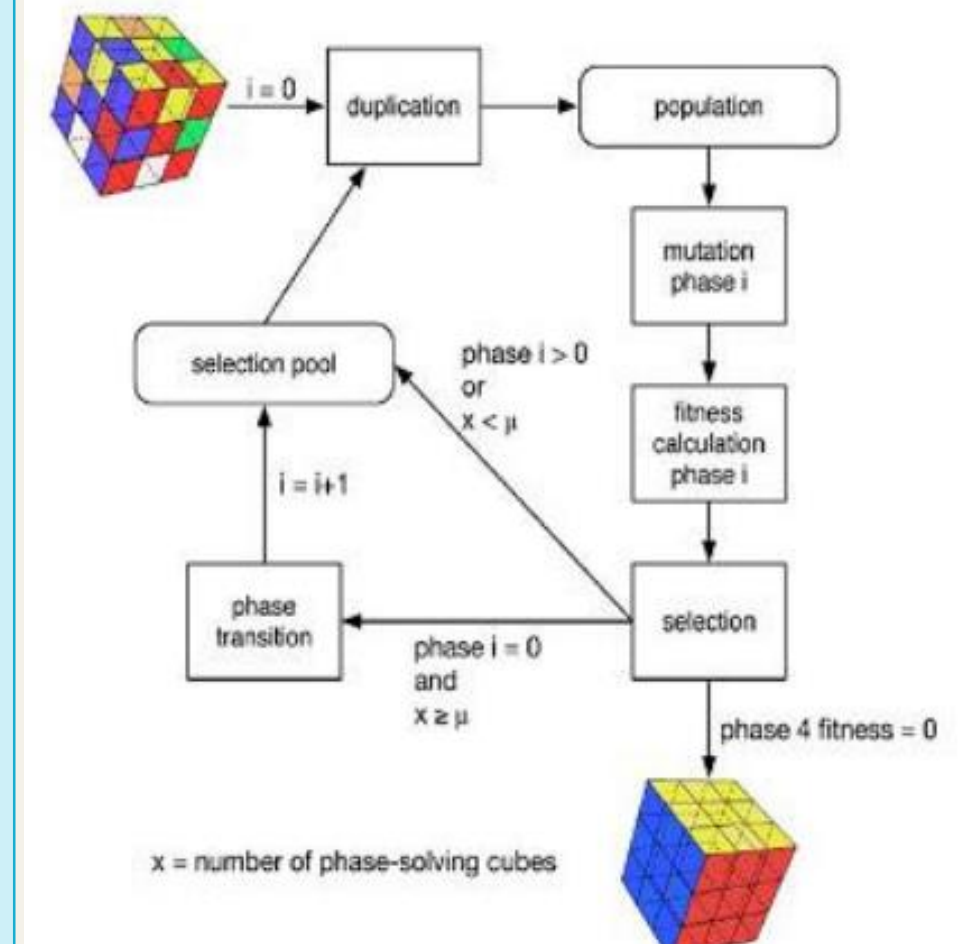 i = 0
duplication
population
mutation
phase i
selection pool
phase i > 0
or
x < μ
fitness
calculation
phase i
i = i+1
phase
transition
selection
phase i = 0
and
x ≥ μ
phase 4 fitness = 0
x = number of phase-solving cubes